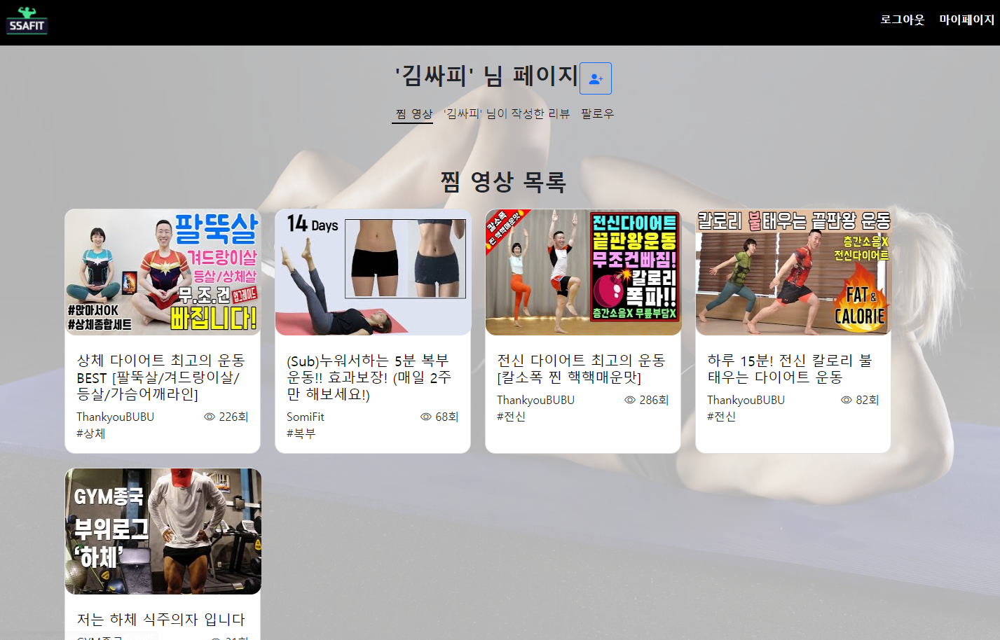 SSAFIT
로그아웃 마이페이지
'김싸피' 님 페이지
찜 영상 '김싸피' 님이 작성한 리뷰 팔로우
찜 영상 목록
팔뚝살
겨드랑이살
등살/상체살
무.조.건 업그레이드
빠집니다!
#앉아서OK
#상체종합세트
상체 다이어트 최고의 운동
BEST [팔뚝살/겨드랑이살/
등살/가슴어깨라인]
ThankyouBUBU 226회
#상체
14 Days
(Sub)누워서하는 5분 복부
운동!! 효과보장! (매일 2주
만 해보세요!)
SomiFit 68회
#복부
칼소폭
찐 핵핵매운맛
전신다이어트
끝판왕운동
무조건빠짐!
칼로리
폭파!!
층간소음X 무릎부담X
전신 다이어트 최고의 운동
[칼소폭 찐 핵핵매운맛]
ThankyouBUBU 286회
#전신
칼로리 불태우는 끝판왕 운동
층간소음X
전신다이어트
FAT &
CALORIE
하루 15분! 전신 칼로리 불
태우는 다이어트 운동
ThankyouBUBU 82회
#전신
GYM종국
부위로그
'하체'
저는 하체 식주의자 입니다
GYM종국 31회